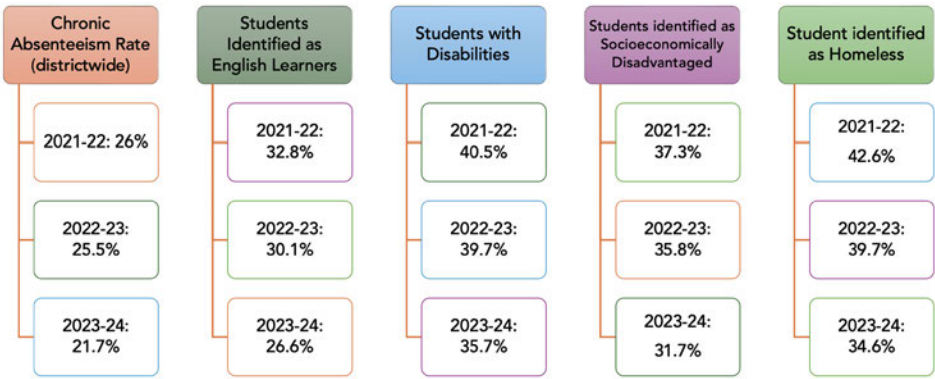 Chronic
Absenteeism Rate
(districtwide)
2021-22: 26%
2022-23:
25.5%
2023-24:
21.7%
Students
Identified as
English Learners
2021-22:
32.8%
2022-23:
30.1%
2023-24:
26.6%
Students with
Disabilities
2021-22:
40.5%
2022-23:
39.7%
2023-24:
35.7%
Students identified as
Socioeconomically
Disadvantaged
2021-22:
37.3%
2022-23:
35.8%
2023-24:
31.7%
Student identified
as Homeless
2021-22:
42.6%
2022-23:
39.7%
2023-24:
34.6%